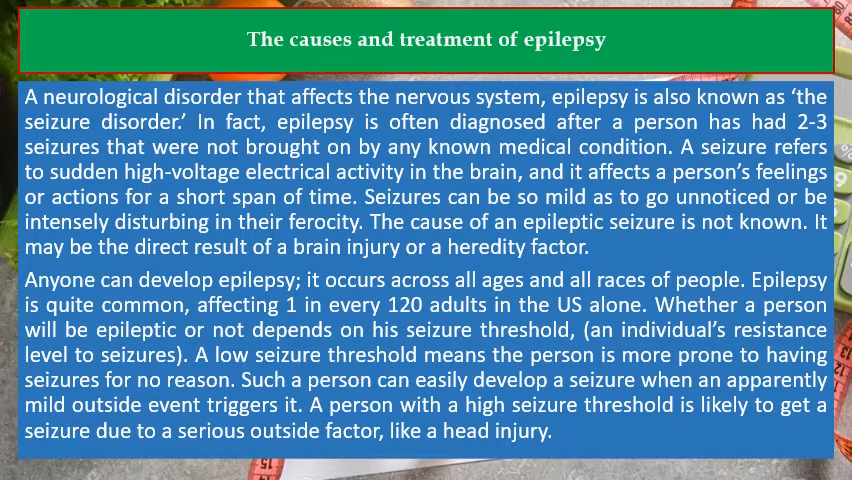 The causes and treatment of epilepsy
A neurological disorder that affects the nervous system, epilepsy is also known as ‘the
seizure disorder.’ In fact, epilepsy is often diagnosed after a person has had 2-3
seizures that were not brought on by any known medical condition. A seizure refers
to sudden high-voltage electrical activity in the brain, and it affects a person’s feelings
or actions for a short span of time. Seizures can be so mild as to go unnoticed or be
intensely disturbing in their ferocity. The cause of an epileptic seizure is not known. It
may be the direct result of a brain injury or a heredity factor.
Anyone can develop epilepsy; it occurs across all ages and all races of people. Epilepsy
is quite common, affecting 1 in every 120 adults in the US alone. Whether a person
will be epileptic or not depends on his seizure threshold, (an individual’s resistance
level to seizures). A low seizure threshold means the person is more prone to having
seizures for no reason. Such a person can easily develop a seizure when an apparently
mild outside event triggers it. A person with a high seizure threshold is likely to get a
seizure due to a serious outside factor, like a head injury.
15